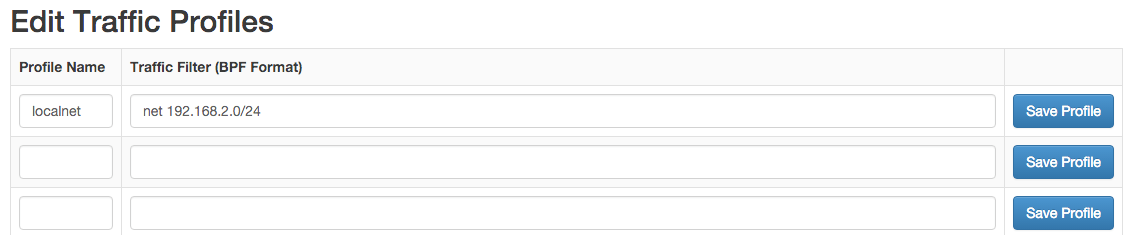 Edit Traffic Profiles
Profile Name Traffic Filter (BPF Format)
localnet net 192.168.2.0/24 Save Profile
Save Profile
Save Profile